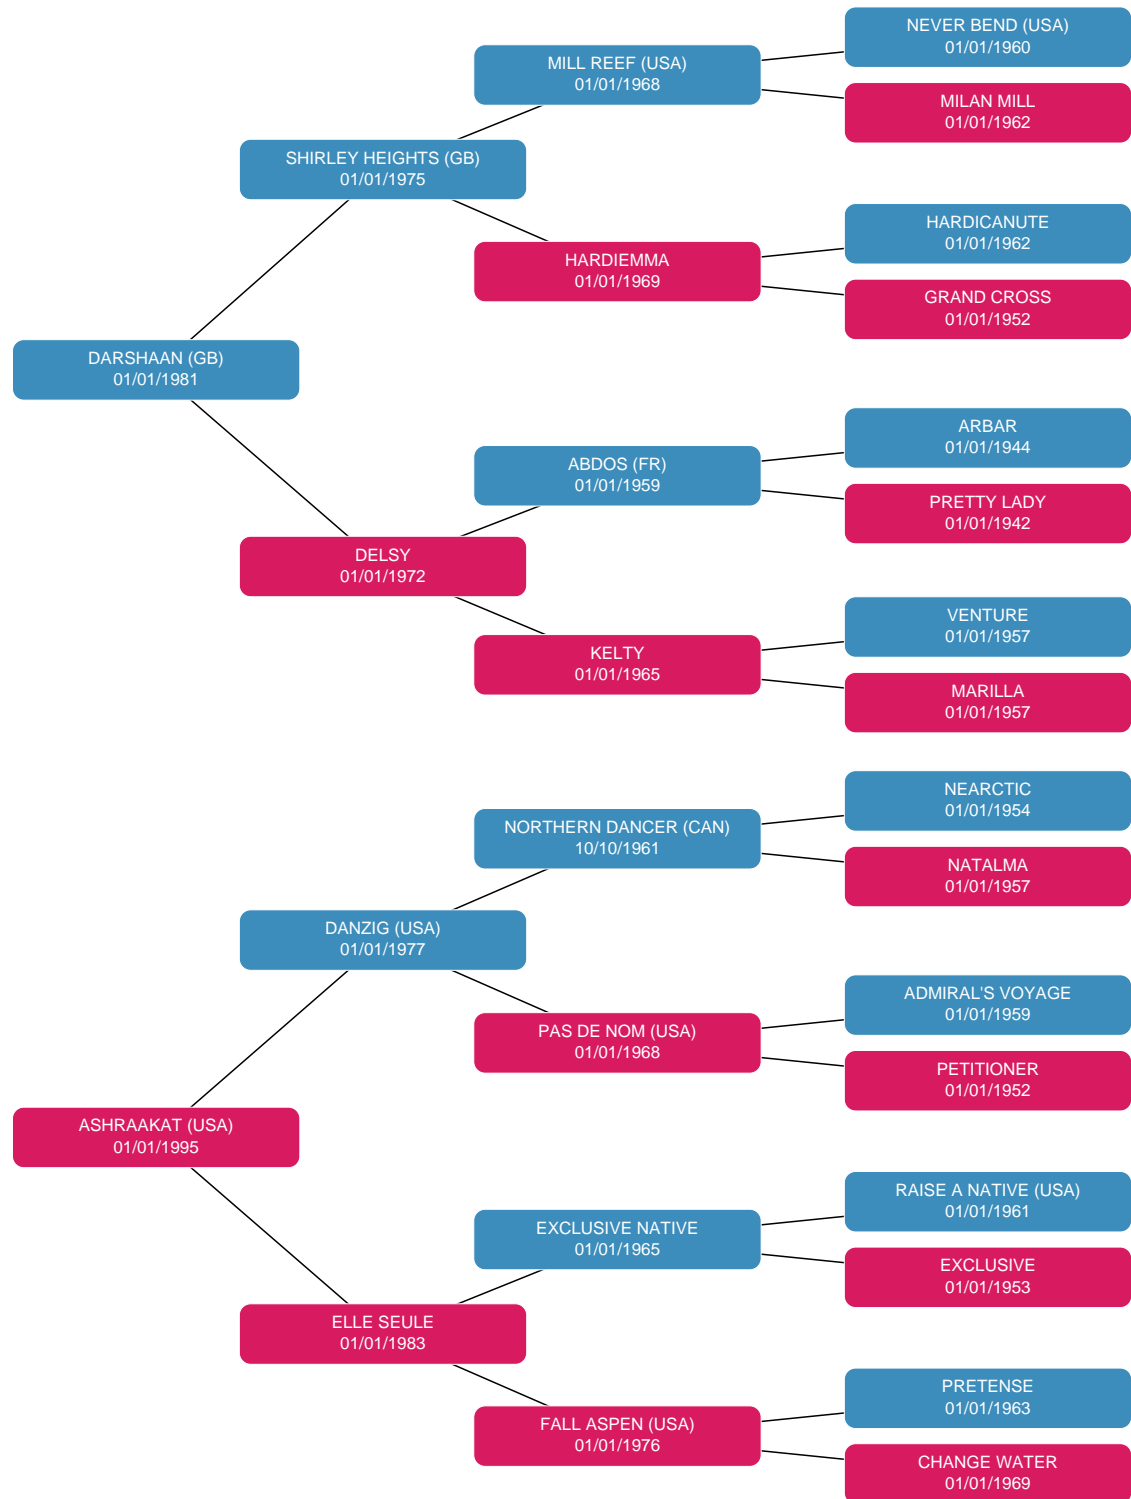 NEVER BEND (USA)
01/01/1960
MILL REEF (USA)
01/01/1968
MILAN MILL
01/01/1962
SHIRLEY HEIGHTS (GB)
01/01/1975
HARDICANUTE
01/01/1962
HARDIEMMA
01/01/1969
GRAND CROSS
01/01/1952
DARSHAAN (GB)
01/01/1981
ARBAR
01/01/1944
ABDOS (FR)
01/01/1959
PRETTY LADY
01/01/1942
DELSY
01/01/1972
VENTURE
01/01/1957
KELTY
01/01/1965
MARILLA
01/01/1957
NEARCTIC
01/01/1954
NORTHERN DANCER (CAN)
10/10/1961
NATALMA
01/01/1957
DANZIG (USA)
01/01/1977
ADMIRAL'S VOYAGE
01/01/1959
PAS DE NOM (USA)
01/01/1968
PETITIONER
01/01/1952
ASHRAAKAT (USA)
01/01/1995
RAISE A NATIVE (USA)
01/01/1961
EXCLUSIVE NATIVE
01/01/1965
EXCLUSIVE
01/01/1953
ELLE SEULE
01/01/1983
PRETENSE
01/01/1963
FALL ASPEN (USA)
01/01/1976
CHANGE WATER
01/01/1969